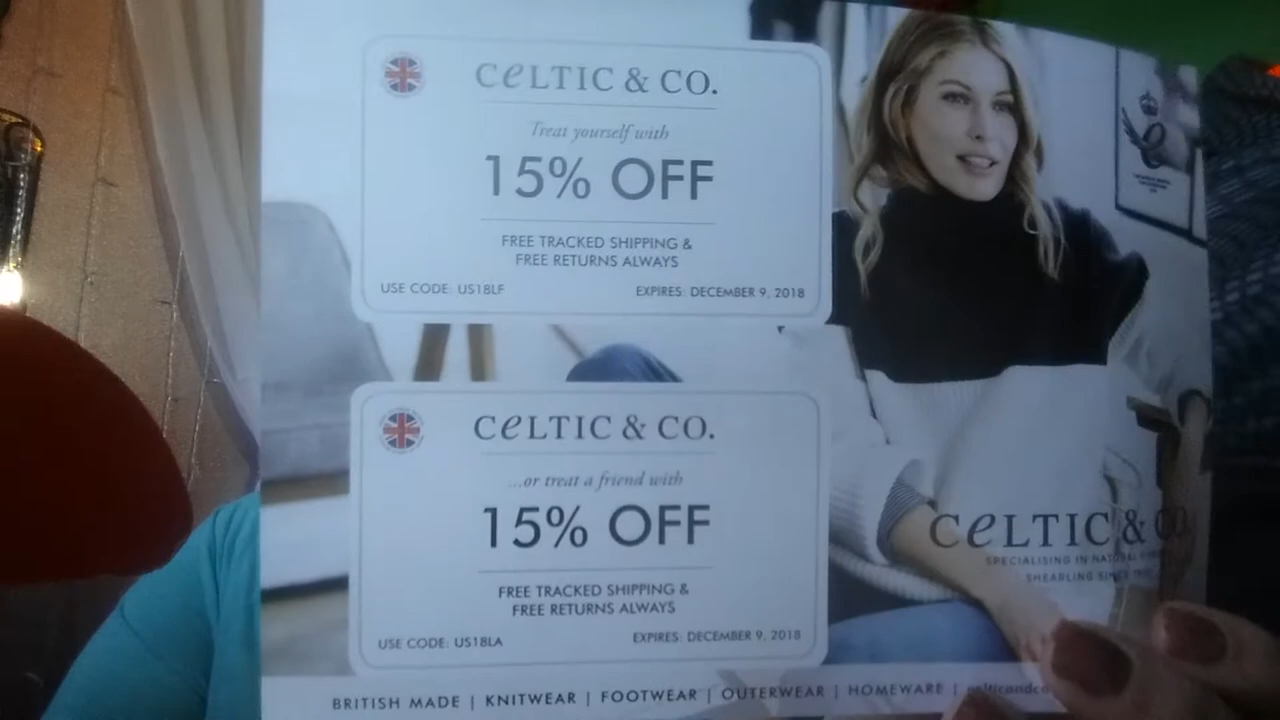 CeLTIC & CO.
Treat yourself with
15% OFF
FREE TRACKED SHIPPING &
FREE RETURNS ALWAYS
USE CODE: US18LF
EXPIRES: DECEMBER 9, 2018
CeLTIC & CO.
...or treat a friend with
15% OFF
FREE TRACKED SHIPPING &
FREE RETURNS ALWAYS
USE CODE: US18LA
EXPIRES: DECEMBER 9, 2018
CeLTIC & CO.
SPECIALISING IN NATURAL
SHEARLING SINCE
BRITISH MADE | KNITWEAR | FOOTWEAR | OUTERWEAR | HOMEWARE |